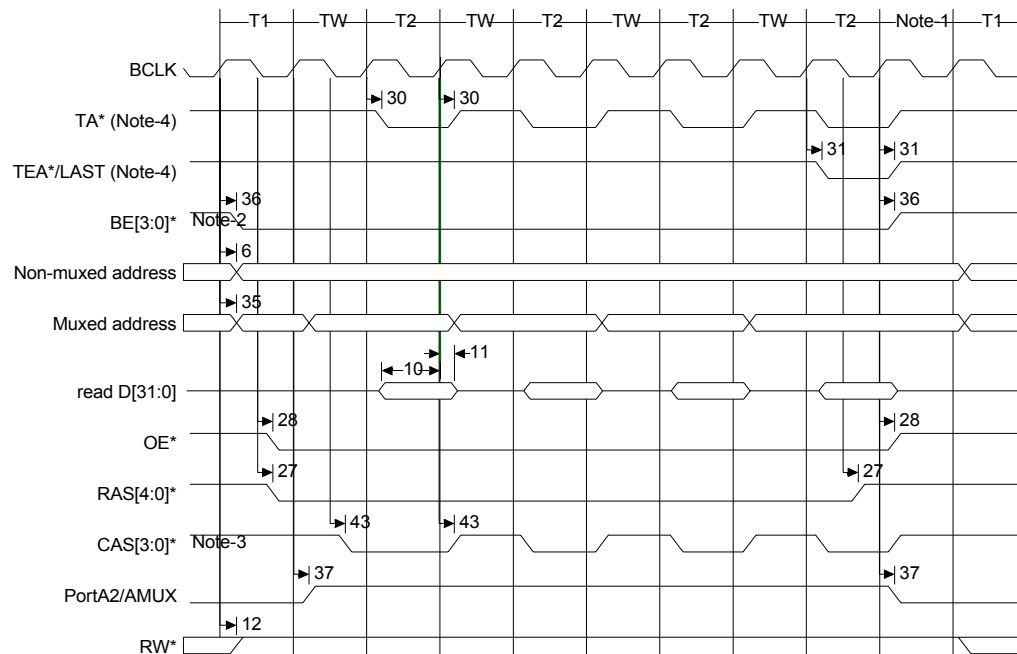 T1 TW T2 TW T2 TW T2 TW T2 Note-1 T1
BCLK
30 30
TA* (Note-4)
31 31
TEA*/LAST (Note-4)
36 36
BE[3:0]* Note-2
6
Non-muxed address
35
Muxed address
11
10
read D[31:0]
28 28
OE*
27 27
RAS[4:0]*
43 43
CAS[3:0]* Note-3
37 37
PortA2/AMUX
12
RW*